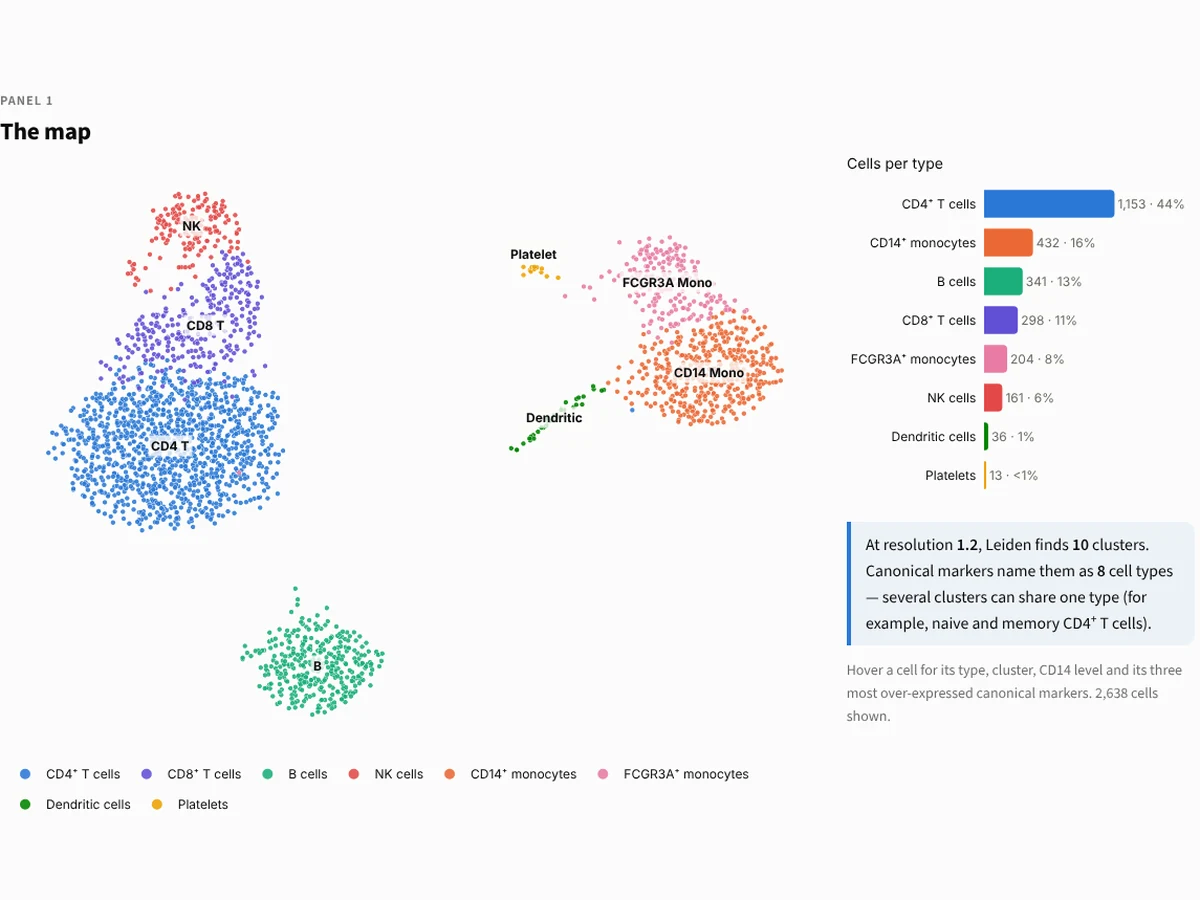 PANEL 1
The map
NK
CD8 T
CD4 T
B
Platelet
FCGR3A Mono
CD14 Mono
Dendritic
CD4⁺ T cells
CD8⁺ T cells
B cells
NK cells
CD14⁺ monocytes
FCGR3A⁺ monocytes
Dendritic cells
Platelets
Cells per type
CD4⁺ T cells 1,153 · 44%
CD14⁺ monocytes 432 · 16%
B cells 341 · 13%
CD8⁺ T cells 298 · 11%
FCGR3A⁺ monocytes 204 · 8%
NK cells 161 · 6%
Dendritic cells 36 · 1%
Platelets 13 · <1%
At resolution 1.2, Leiden finds 10 clusters.
Canonical markers name them as 8 cell types
— several clusters can share one type (for
example, naive and memory CD4⁺ T cells).
Hover a cell for its type, cluster, CD14 level and its three
most over-expressed canonical markers. 2,638 cells
shown.